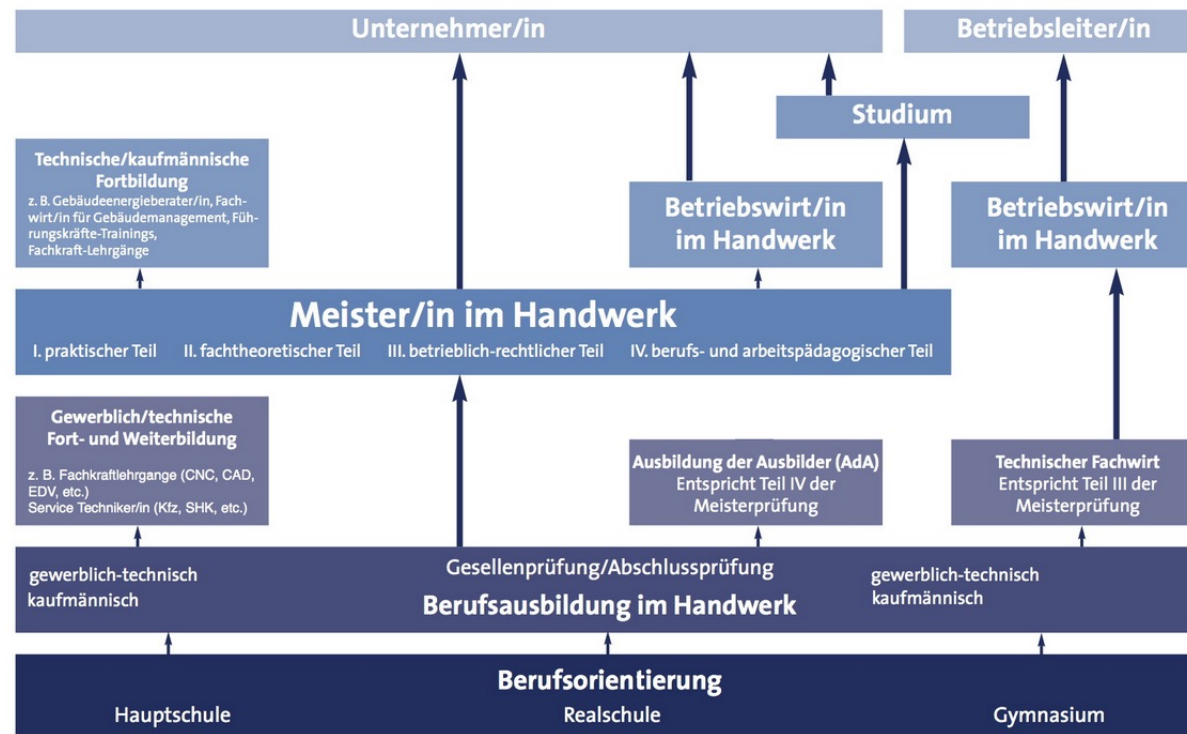 Unternehmer/in
Betriebsleiter/in
Studium
Technische/kaufmännische
Fortbildung
z. B. Gebäudeenergieberater/in, Fach-
wirt/in für Gebäudemanagement, Füh-
rungskräfte-Trainings,
Fachkraft-Lehrgänge
Betriebswirt/in
im Handwerk
Betriebswirt/in
im Handwerk
Meister/in im Handwerk
I. praktischer Teil II. fachtheoretischer Teil III. betrieblich-rechtlicher Teil IV. berufs- und arbeitspädagogischer Teil
Gewerblich/technische
Fort- und Weiterbildung
z. B. Fachkraftlehrgange (CNC, CAD,
EDV, etc.)
Service Techniker/in (Kfz, SHK, etc.)
Ausbildung der Ausbilder (AdA)
Entspricht Teil IV der
Meisterprüfung
Technischer Fachwirt
Entspricht Teil III der
Meisterprüfung
Gesellenprüfung/Abschlussprüfung
gewerblich-technisch
kaufmännisch
Berufsausbildung im Handwerk
gewerblich-technisch
kaufmännisch
Berufsorientierung
Hauptschule Realschule Gymnasium